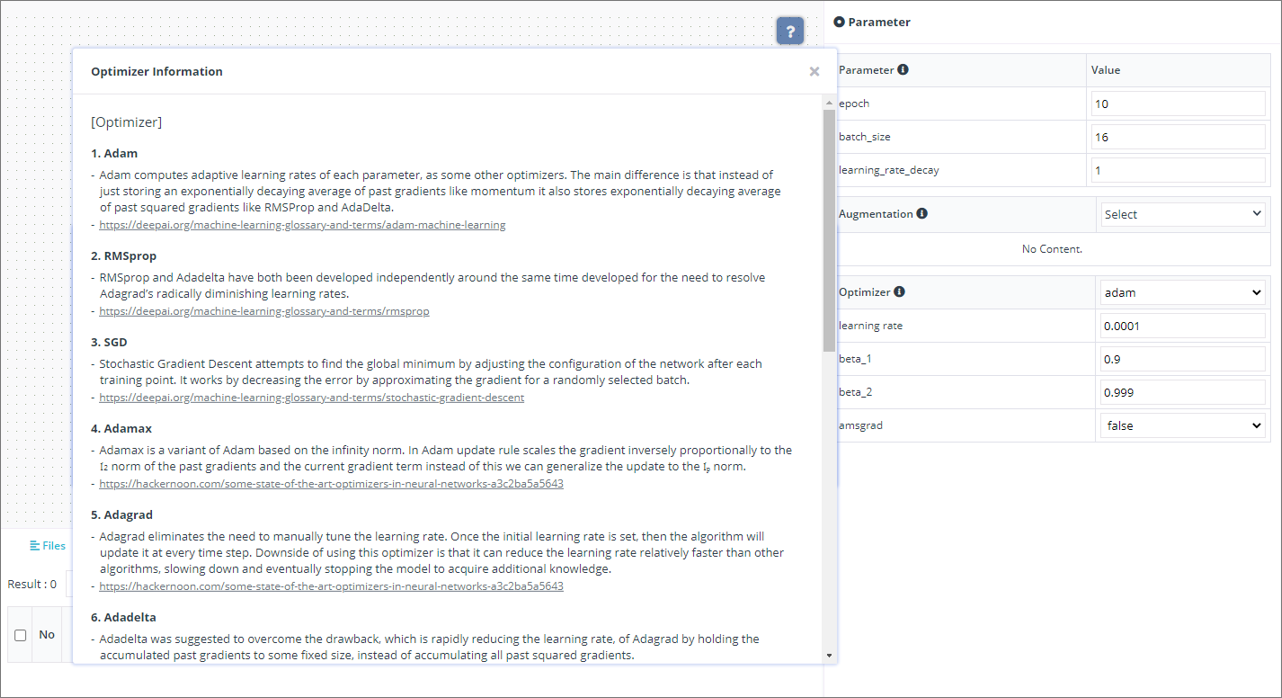 ?
Optimizer Information
×
[Optimizer]
1. Adam
- Adam computes adaptive learning rates of each parameter, as some other optimizers. The main difference is that instead of
just storing an exponentially decaying average of past gradients like momentum it also stores exponentially decaying average
of past squared gradients like RMSProp and AdaDelta.
- https://deepai.org/machine-learning-glossary-and-terms/adam-machine-learning
2. RMSprop
- RMSprop and Adadelta have both been developed independently around the same time developed for the need to resolve
Adagrad's radically diminishing learning rates.
- https://deepai.org/machine-learning-glossary-and-terms/rmsprop
3. SGD
- Stochastic Gradient Descent attempts to find the global minimum by adjusting the configuration of the network after each
training point. It works by decreasing the error by approximating the gradient for a randomly selected batch.
- https://deepai.org/machine-learning-glossary-and-terms/stochastic-gradient-descent
4. Adamax
- Adamax is a variant of Adam based on the infinity norm. In Adam update rule scales the gradient inversely proportionally to the
I₂ norm of the past gradients and the current gradient term instead of this we can generalize the update to the Iₚ norm.
- https://hackernoon.com/some-state-of-the-art-optimizers-in-neural-networks-a3c2ba5a5643
5. Adagrad
- Adagrad eliminates the need to manually tune the learning rate. Once the initial learning rate is set, then the algorithm will
update it at every time step. Downside of using this optimizer is that it can reduce the learning rate relatively faster than other
algorithms, slowing down and eventually stopping the model to acquire additional knowledge.
- https://hackernoon.com/some-state-of-the-art-optimizers-in-neural-networks-a3c2ba5a5643
6. Adadelta
- Adadelta was suggested to overcome the drawback, which is rapidly reducing the learning rate, of Adagrad by holding the
accumulated past gradients to some fixed size, instead of accumulating all past squared gradients.
Files
Result : 0
No
Parameter
Parameter Value
epoch 10
batch_size 16
learning_rate_decay 1
Augmentation Select
No Content.
Optimizer adam
learning rate 0.0001
beta_1 0.9
beta_2 0.999
amsgrad false